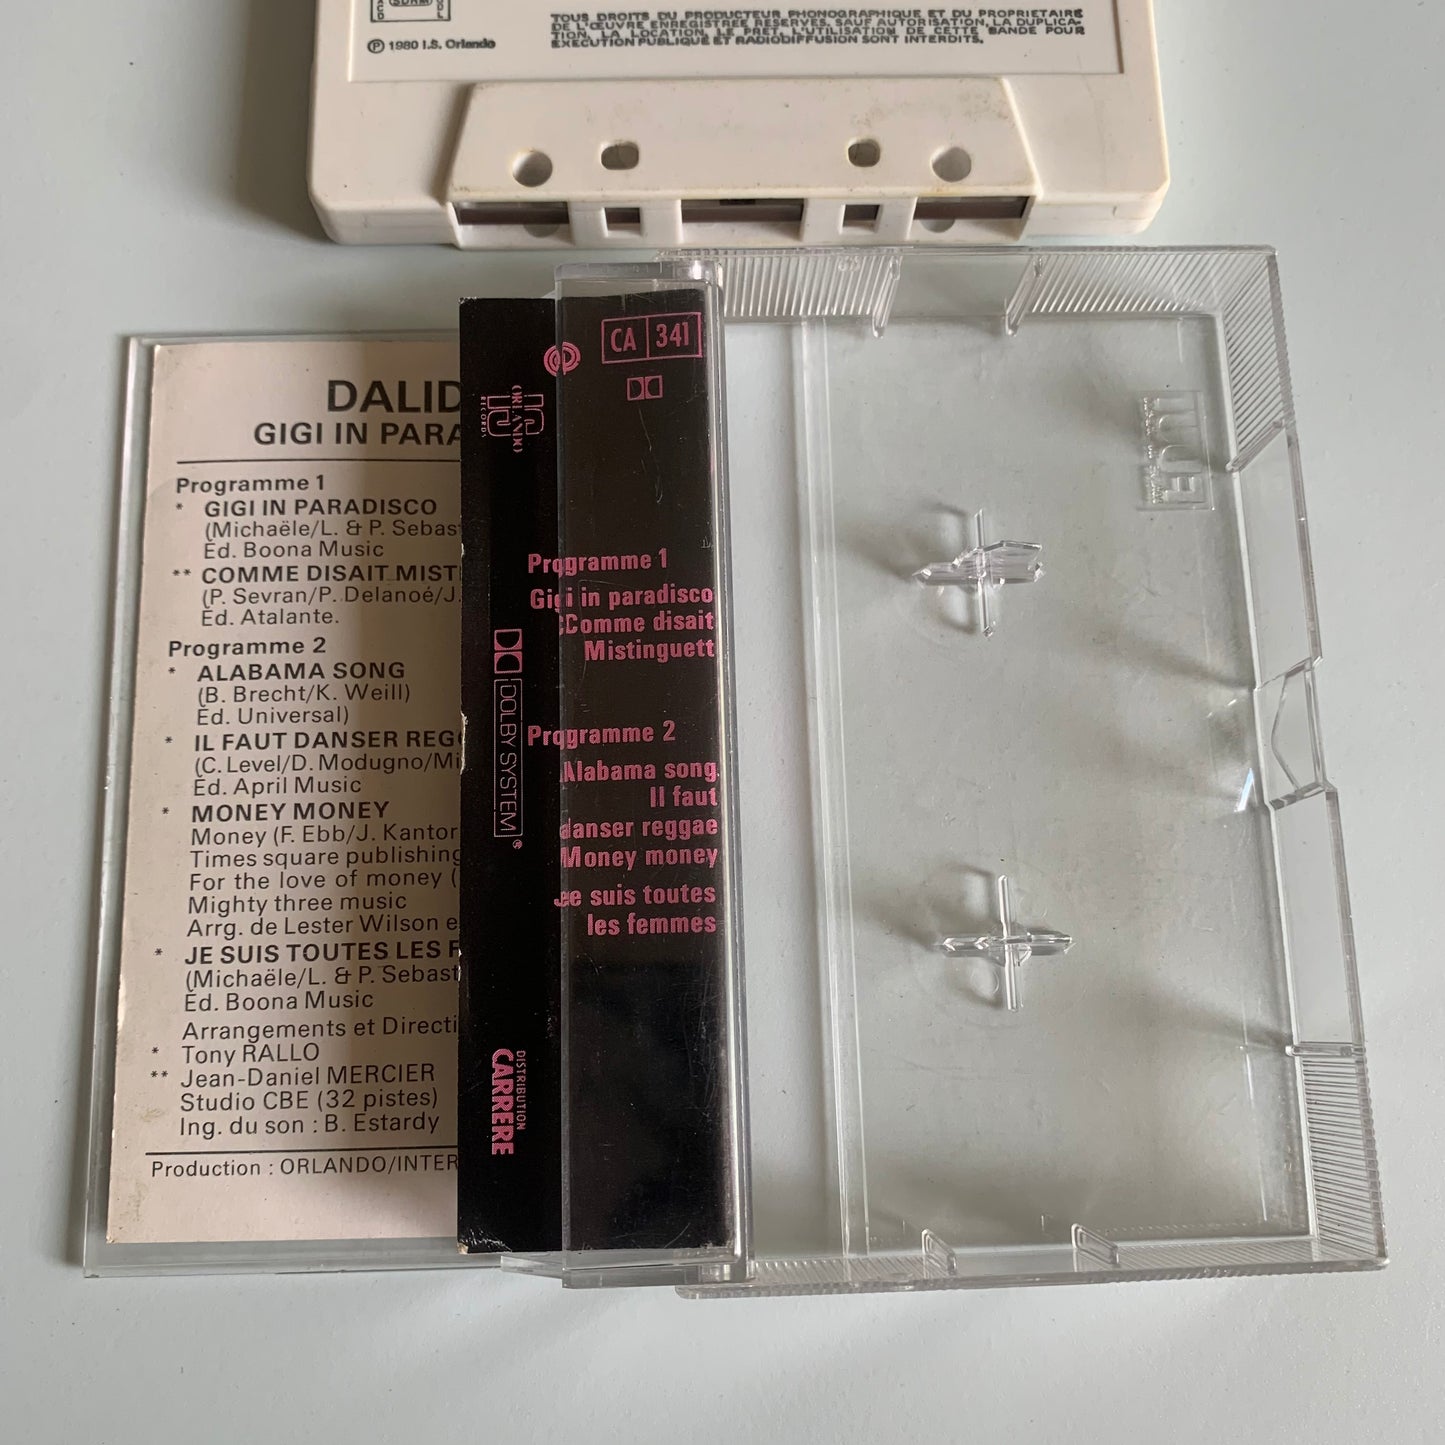 SDRM
℗ 1980 I.S. Orlando
TOUS DROITS DU PRODUCTEUR PHONOGRAPHIQUE ET DU PROPRIETAIRE
DE L'ŒUVRE ENREGISTREE RESERVES. SAUF AUTORISATION, LA DUPLICA-
TION, LA LOCATION, LE PRET, L'UTILISATION DE CETTE BANDE POUR
EXECUTION PUBLIQUE ET RADIODIFFUSION SONT INTERDITS.
DALID
GIGI IN PARA
Programme 1
* GIGI IN PARADISCO
(Michaële/L. & P. Sebast
Éd. Boona Music
** COMME DISAIT MIST
(P. Sevran/P. Delanoé/J.
Éd. Atalante.
Programme 2
* ALABAMA SONG
(B. Brecht/K. Weill)
Éd. Universal)
* IL FAUT DANSER REGG
(C. Level/D. Modugno/Mi
Éd. April Music
* MONEY MONEY
Money (F. Ebb/J. Kantor
Times square publishing
For the love of money (
Mighty three music
Arrg. de Lester Wilson e
* JE SUIS TOUTES LES F
(Michaële/L. & P. Sebast
Éd. Boona Music
Arrangements et Directi
* Tony RALLO
** Jean-Daniel MERCIER
Studio CBE (32 pistes)
Ing. du son : B. Estardy
Production : ORLANDO/INTER
ORLANDO
RECORDS
DOLBY SYSTEM
®
DISTRIBUTION
CARRERE
CA 341
Programme 1
Gigi in paradisco
Comme disait
Mistinguett
Programme 2
Alabama song
Il faut
danser reggae
Money money
Je suis toutes
les femmes